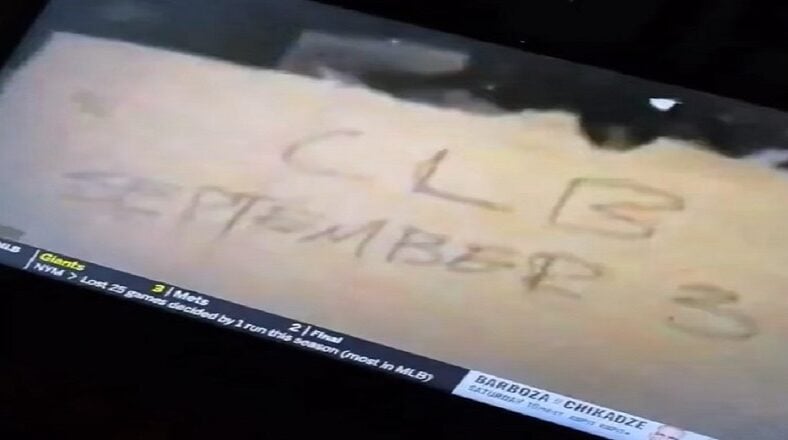 CLB
SEPTEMBER 3
MLB
Giants 3 | Mets 2 | Final
NYM > Lost 25 games decided by 1 run this season (most in MLB)
BARBOZA CHIKADZE
SATURDAY